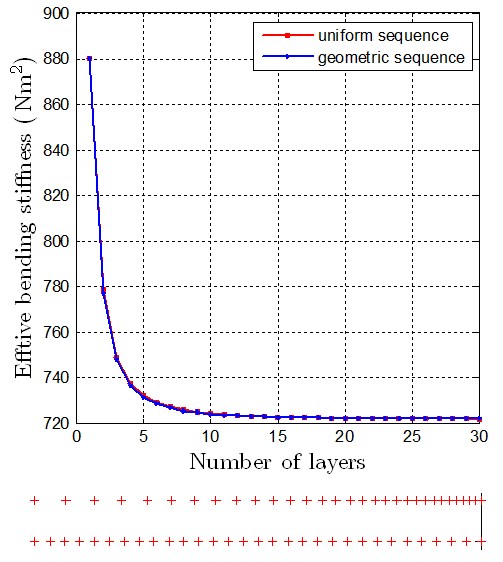 900
880
860
840
820
800
780
760
740
720
Efftive bending stiffness ( Nm²)
uniform sequence
geometric sequence
0 5 10 15 20 25 30
Number of layers